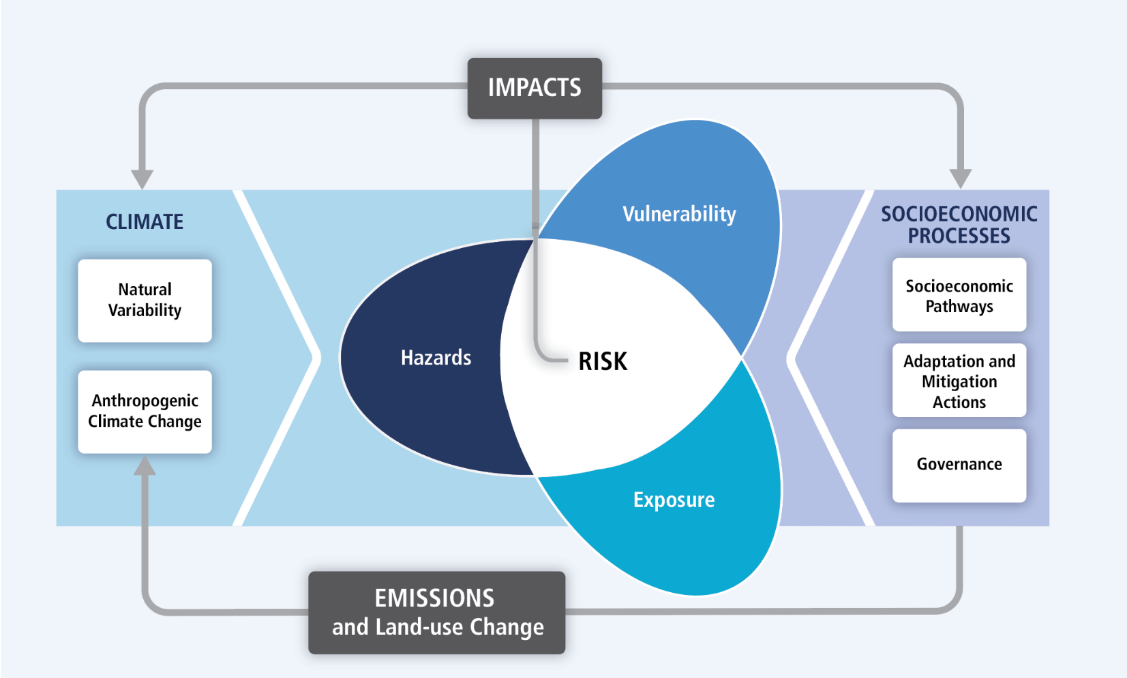 IMPACTS
CLIMATE
Natural
Variability
Anthropogenic
Climate Change
Vulnerability
Hazards
RISK
Exposure
SOCIOECONOMIC
PROCESSES
Socioeconomic
Pathways
Adaptation and
Mitigation
Actions
Governance
EMISSIONS
and Land-use Change